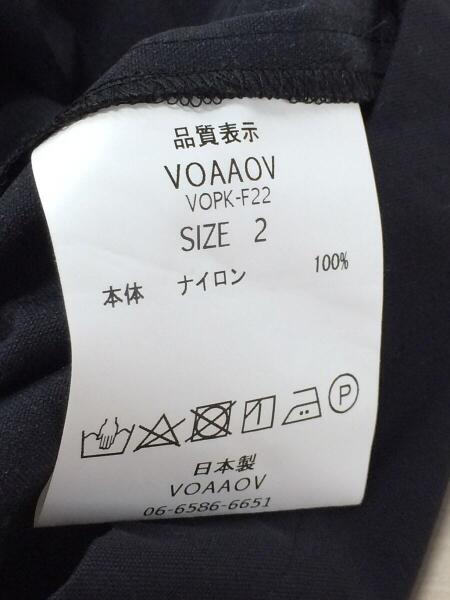 品質表示
VOAAOV
VOPK-F22
SIZE 2
本体 ナイロン 100%
P
日本製
VOAAOV
06-6586-6651